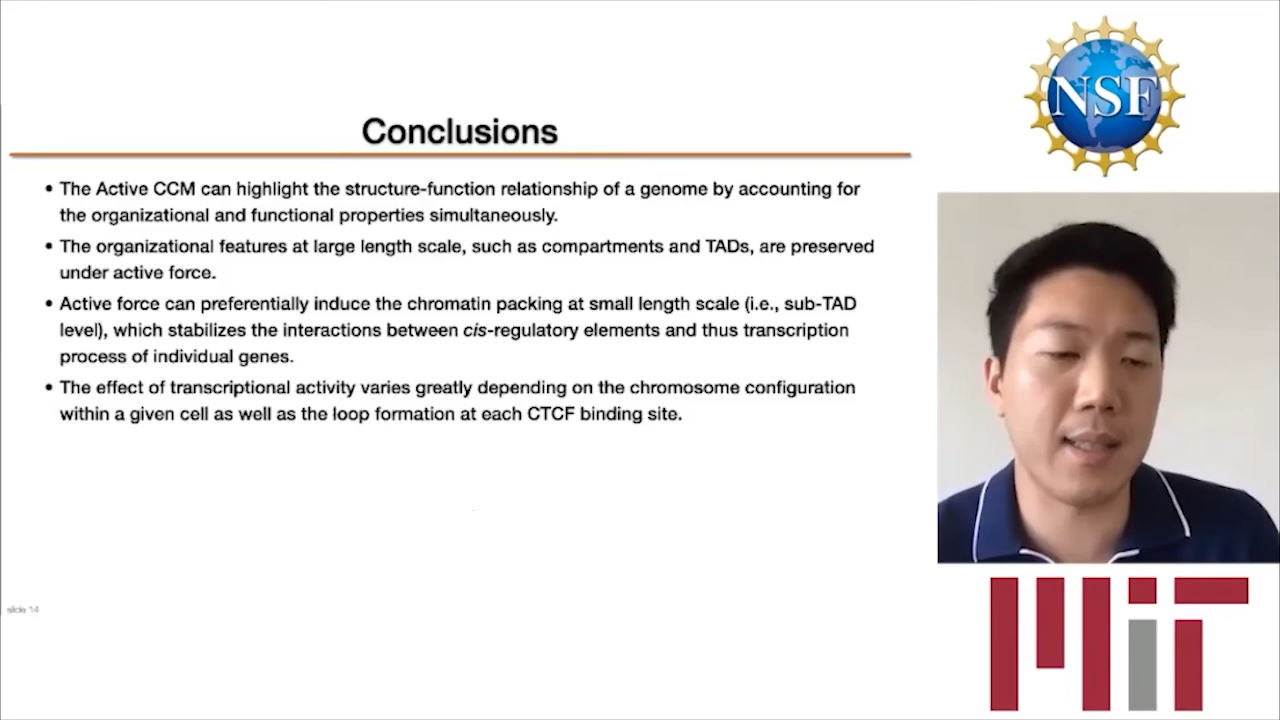 Conclusions
• The Active CCM can highlight the structure-function relationship of a genome by accounting for
the organizational and functional properties simultaneously.
• The organizational features at large length scale, such as compartments and TADs, are preserved
under active force.
• Active force can preferentially induce the chromatin packing at small length scale (i.e., sub-TAD
level), which stabilizes the interactions between cis-regulatory elements and thus transcription
process of individual genes.
• The effect of transcriptional activity varies greatly depending on the chromosome configuration
within a given cell as well as the loop formation at each CTCF binding site.
slide 14
NSF
MIT